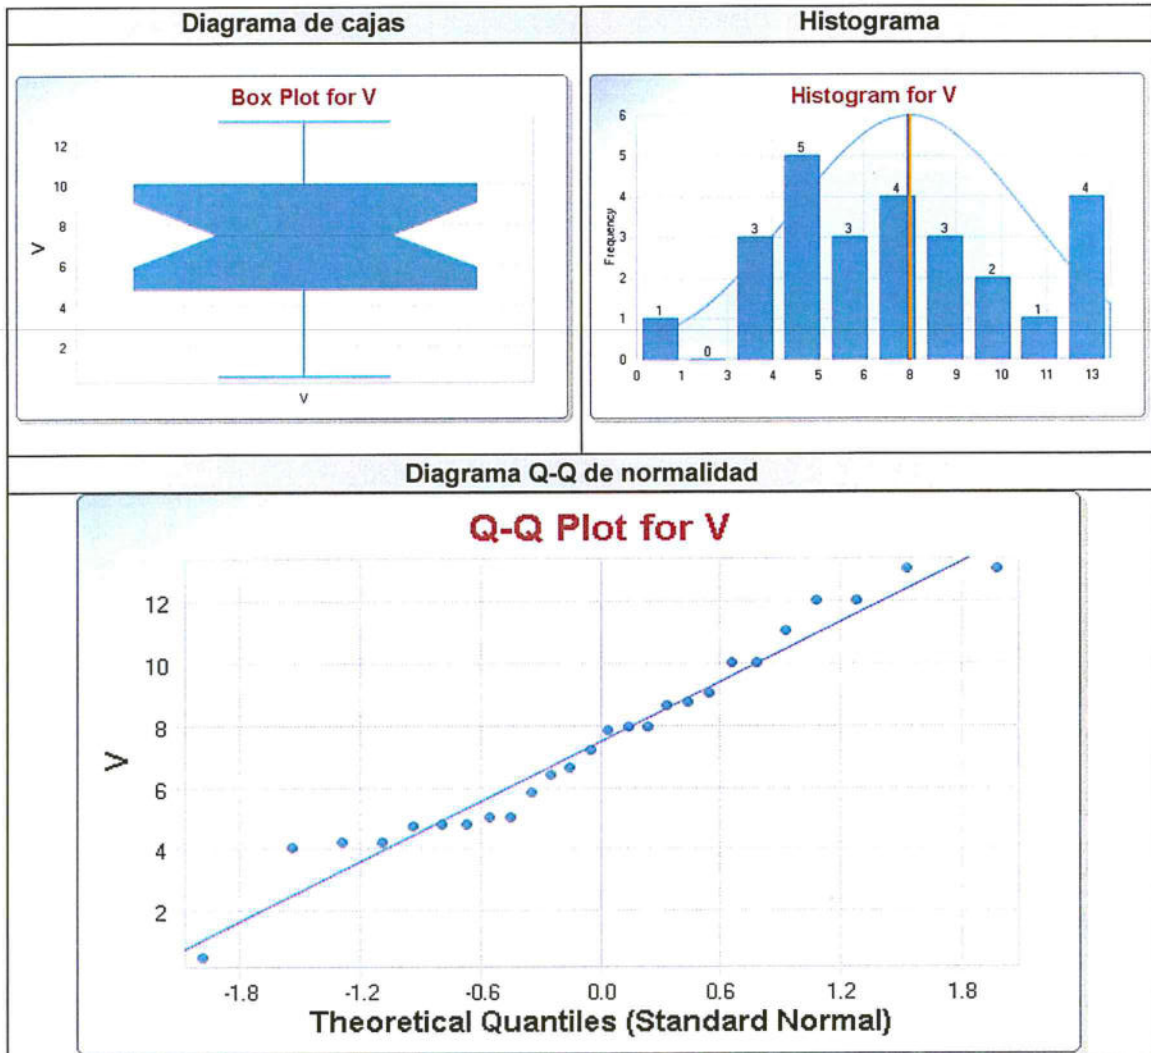 Diagrama de cajas
Histograma
Box Plot for V
12
10
8
6
4
2
V
V
Histogram for V
6
5
4
3
2
1
0
Frequency
1
0
3
5
3
4
3
2
1
4
0 1 3 4 5 6 8 9 10 11 13
Diagrama Q-Q de normalidad
Q-Q Plot for V
12
10
8
6
4
2
V
-1.8 -1.2 -0.6 0.0 0.6 1.2 1.8
Theoretical Quantiles (Standard Normal)